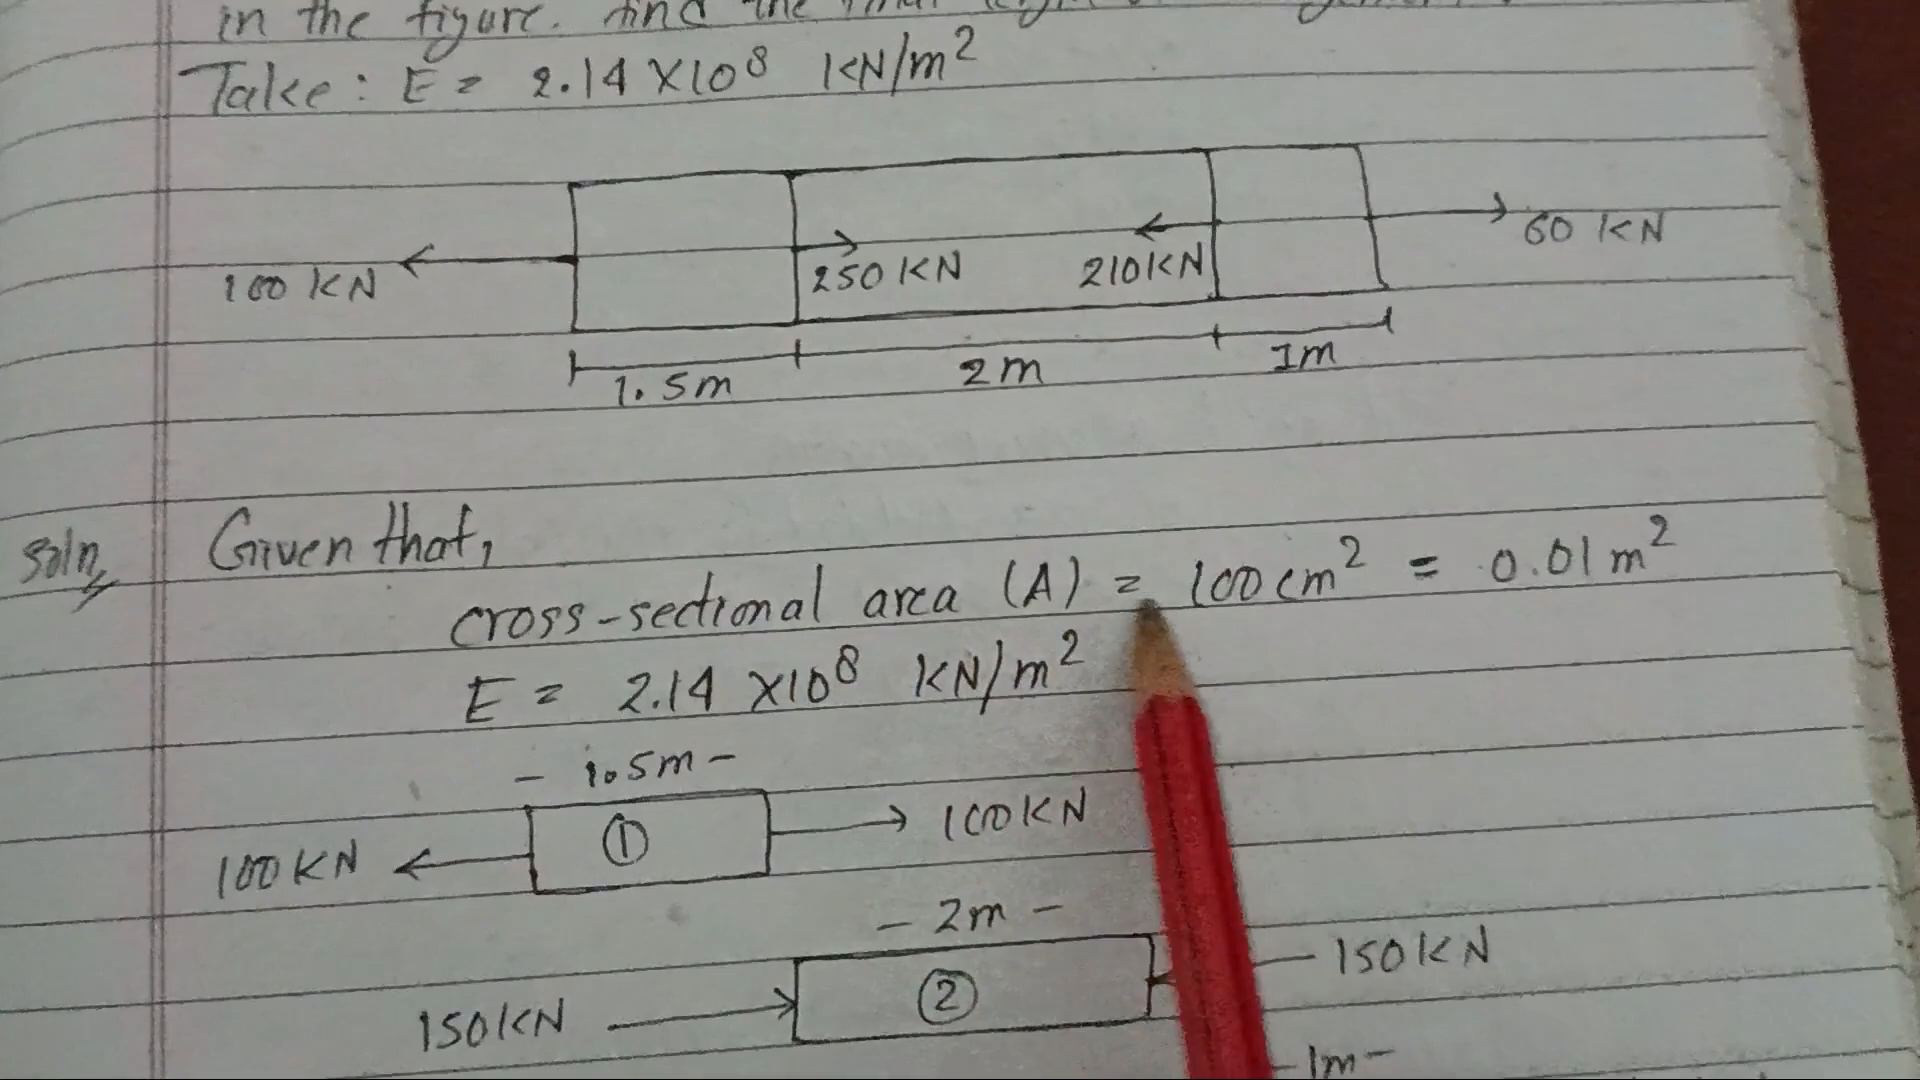 in the figure. find the final
Take: E = 2.14 × 10⁸ KN/m²
100 KN
250 KN
210 KN
60 KN
1.5m
2m
1m
Soln, Given that,
cross-sectional area (A) = 100 cm² = 0.01 m²
E = 2.14 × 10⁸ KN/m²
- 1.5m -
100 KN
①
100 KN
- 2m -
150 KN
②
150 KN
- 1m -